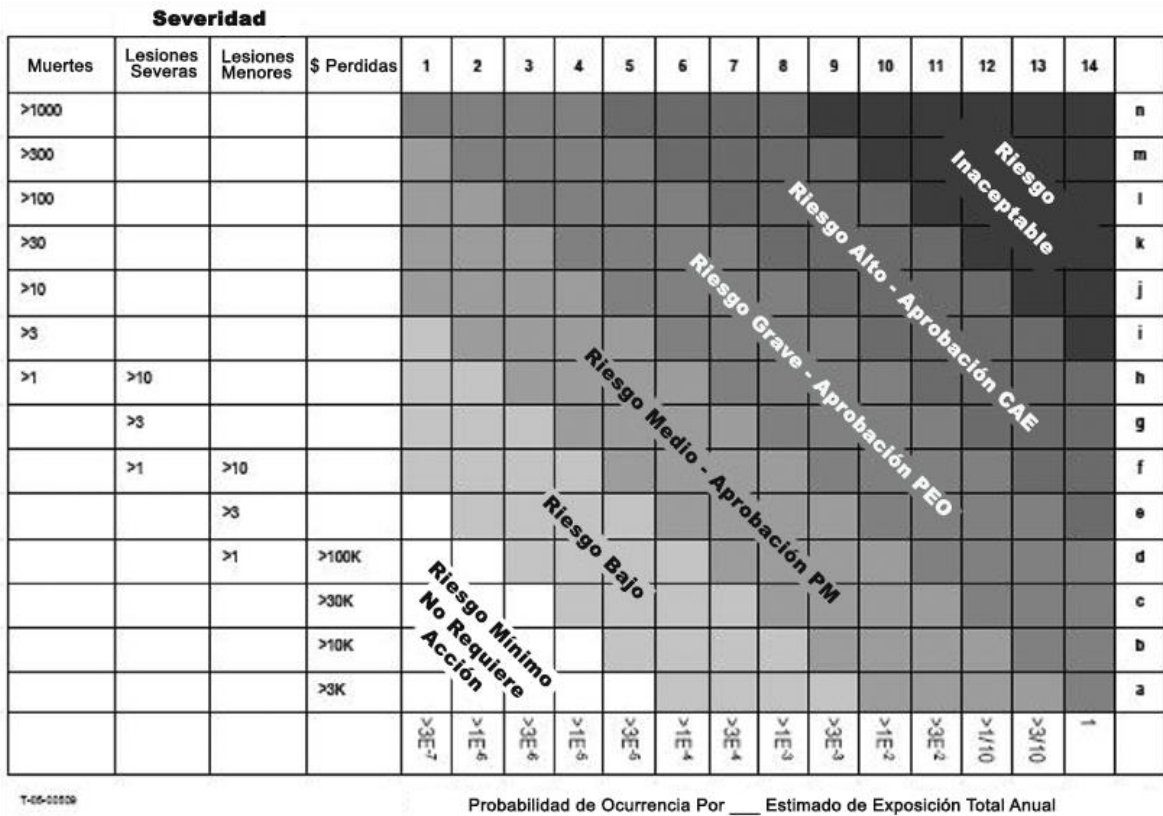 Severidad
Muertes Lesiones Severas Lesiones Menores $ Perdidas 1 2 3 4 5 6 7 8 9 10 11 12 13 14
>1000 n
>300 m
>100 l
>30 k
>10 j
>3 i
>1 >10 h
>3 g
>1 >10 f
>3 e
>1 >100K d
>30K c
>10K b
>3K a
>3E-7 >1E-6 >3E-6 >1E-5 >3E-5 >1E-4 >3E-4 >1E-3 >3E-3 >1E-2 >3E-2 >1/10 >3/10 1
Riesgo Mínimo
No Requiere
Acción
Riesgo Bajo
Riesgo Medio - Aprobación PM
Riesgo Grave - Aprobación PEO
Riesgo Alto - Aprobación CAE
Riesgo
Inaceptable
T-05-00509
Probabilidad de Ocurrencia Por ___ Estimado de Exposición Total Anual